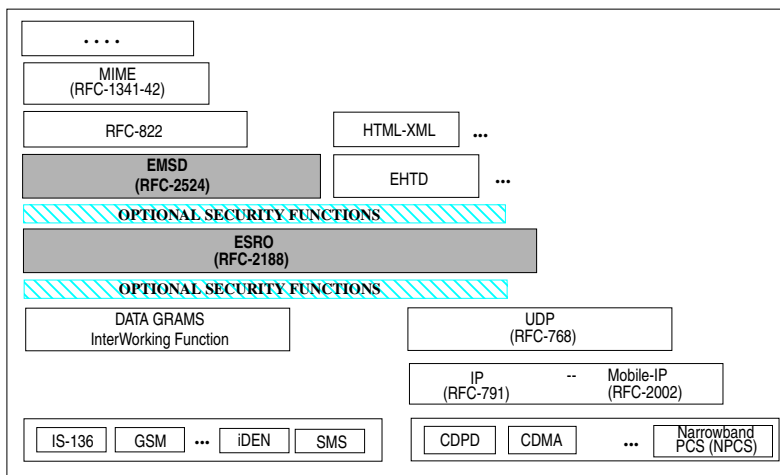 ....
MIME
(RFC-1341-42)
RFC-822
HTML-XML ...
EMSD
(RFC-2524)
EHTD ...
OPTIONAL SECURITY FUNCTIONS
ESRO
(RFC-2188)
OPTIONAL SECURITY FUNCTIONS
DATA GRAMS
InterWorking Function
UDP
(RFC-768)
IP -- Mobile-IP
(RFC-791) (RFC-2002)
IS-136 GSM ... iDEN SMS
CDPD CDMA ... Narrowband
PCS (NPCS)